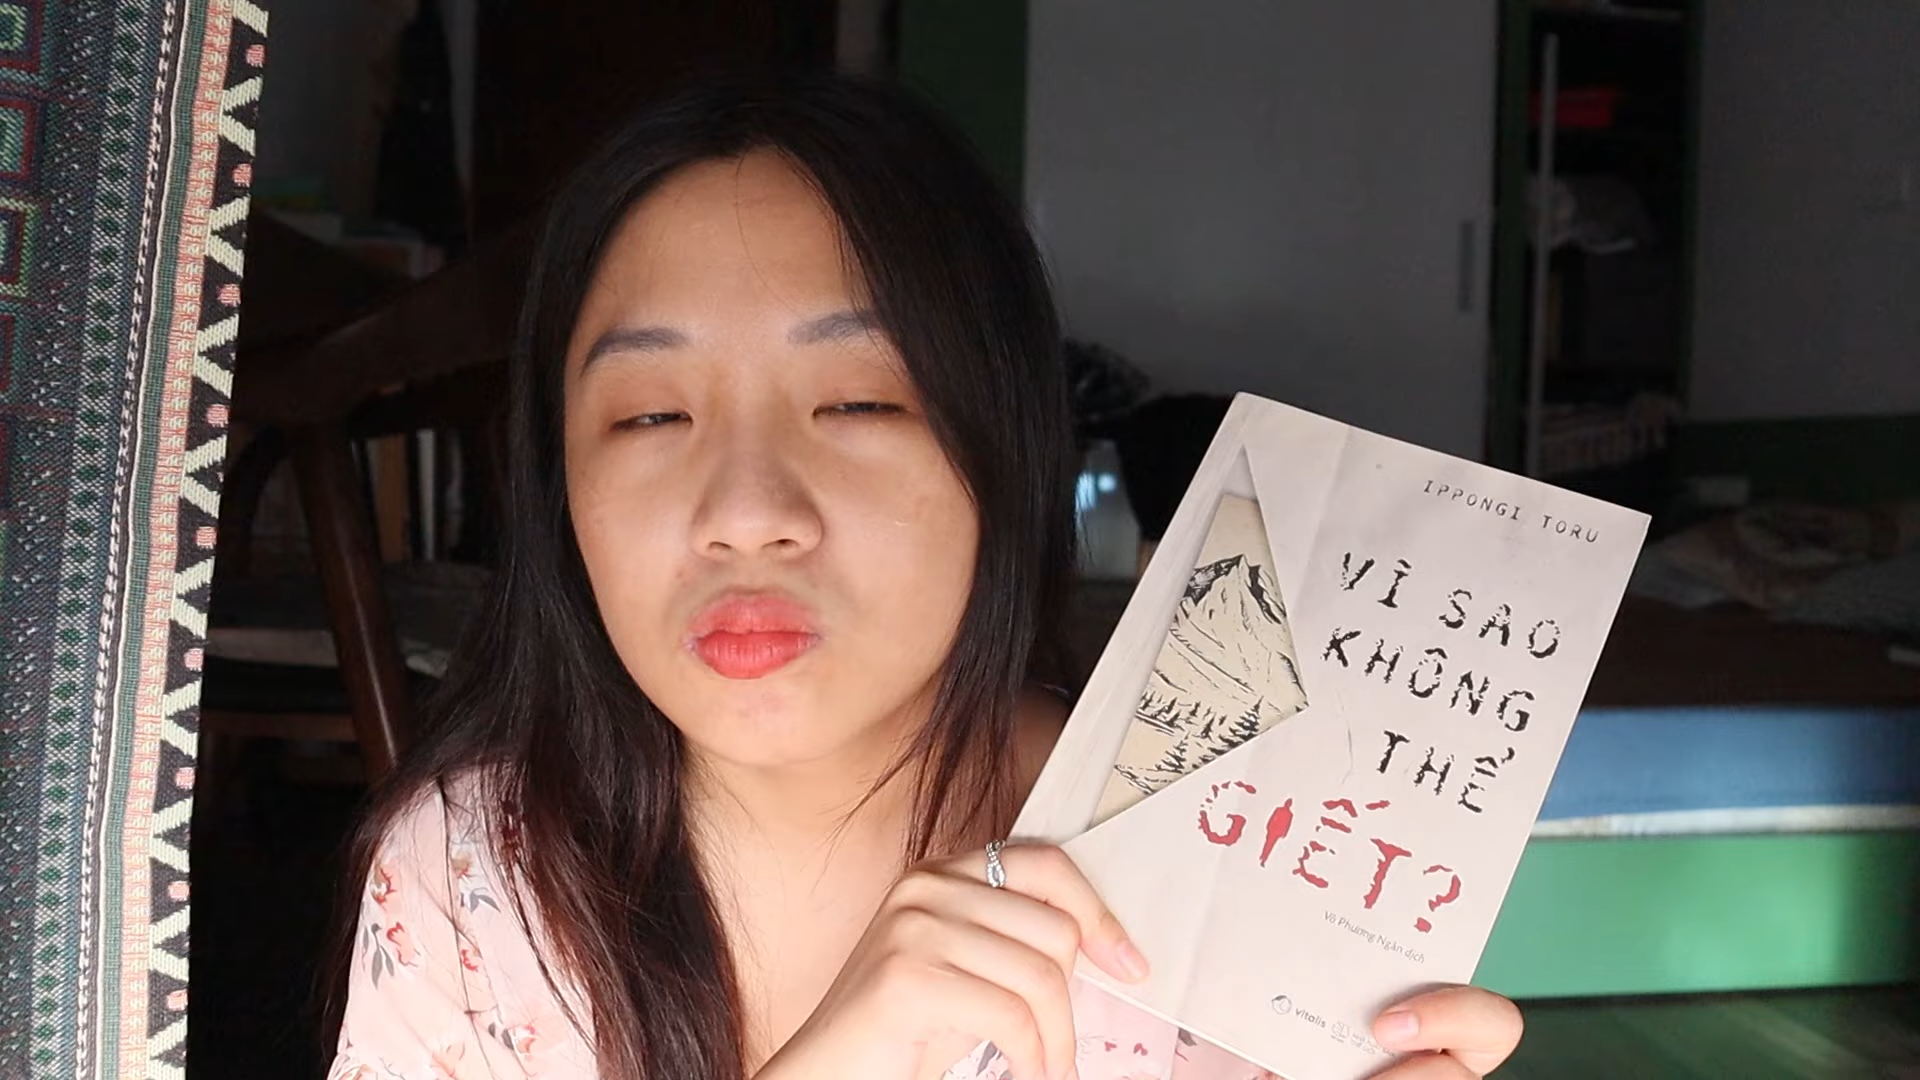 IPPONGI TORU
VÌ SAO
KHÔNG
THỂ
GIẾT?
Võ Phương Ngân dịch
vitalis